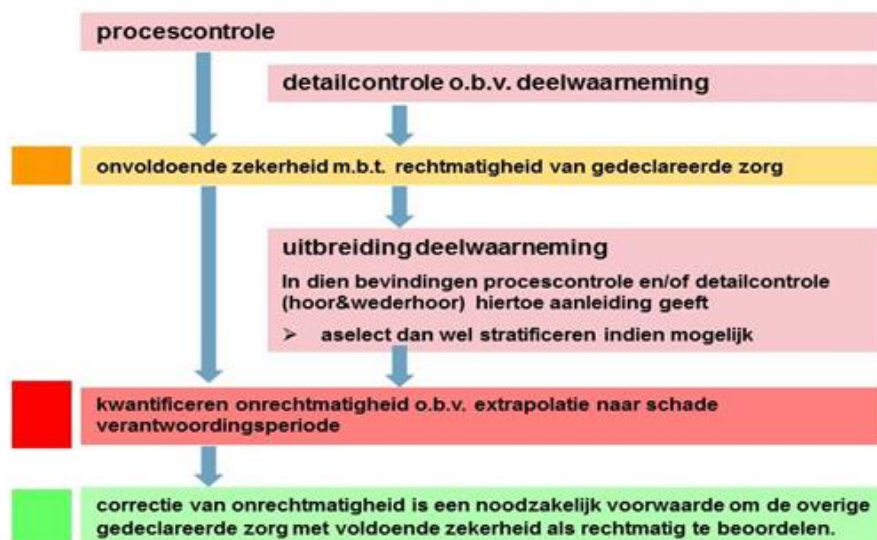 procescontrole
detailcontrole o.b.v. deelwaarneming
onvoldoende zekerheid m.b.t. rechtmatigheid van gedeclareerde zorg
uitbreiding deelwaarneming
In dien bevindingen procescontrole en/of detailcontrole
(hoor&wederhoor) hiertoe aanleiding geeft
➢ aselect dan wel stratificeren indien mogelijk
kwantificeren onrechtmatigheid o.b.v. extrapolatie naar schade
verantwoordingsperiode
correctie van onrechtmatigheid is een noodzakelijk voorwaarde om de overige
gedeclareerde zorg met voldoende zekerheid als rechtmatig te beoordelen.